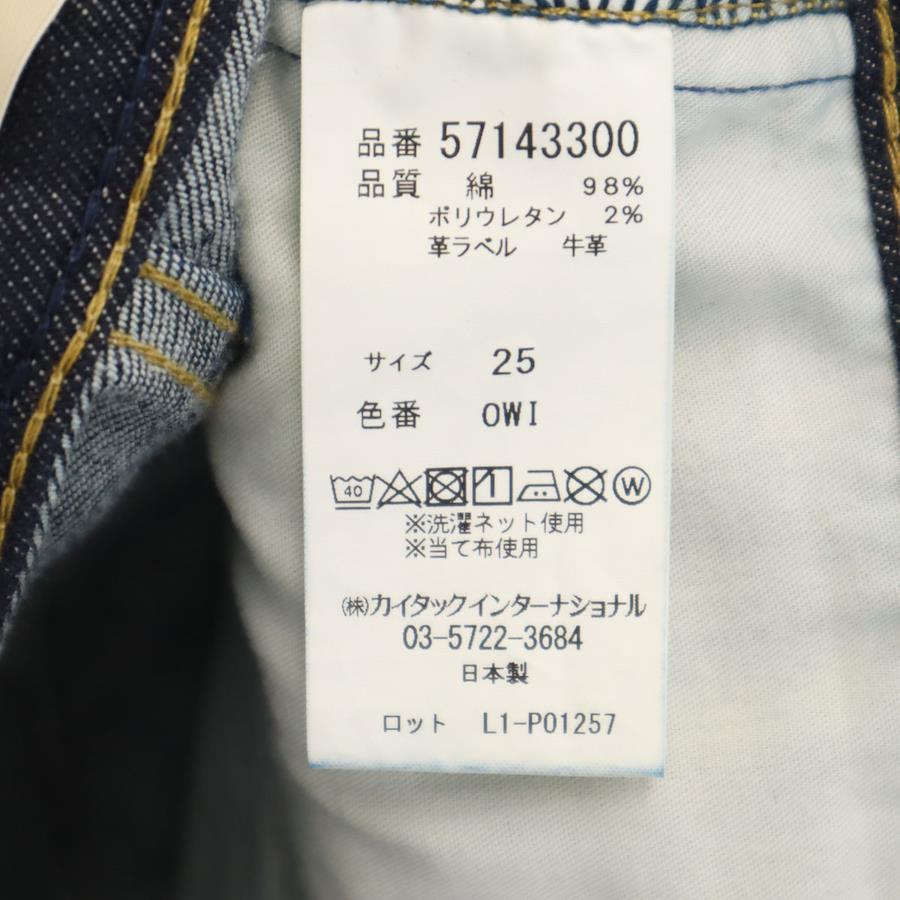 品番 57143300
品質 綿 98%
ポリウレタン 2%
革ラベル 牛革
サイズ 25
色番 OWI
40 W
※洗濯ネット使用
※当て布使用
㈱カイタックインターナショナル
03-5722-3684
日本製
ロット L1-P01257